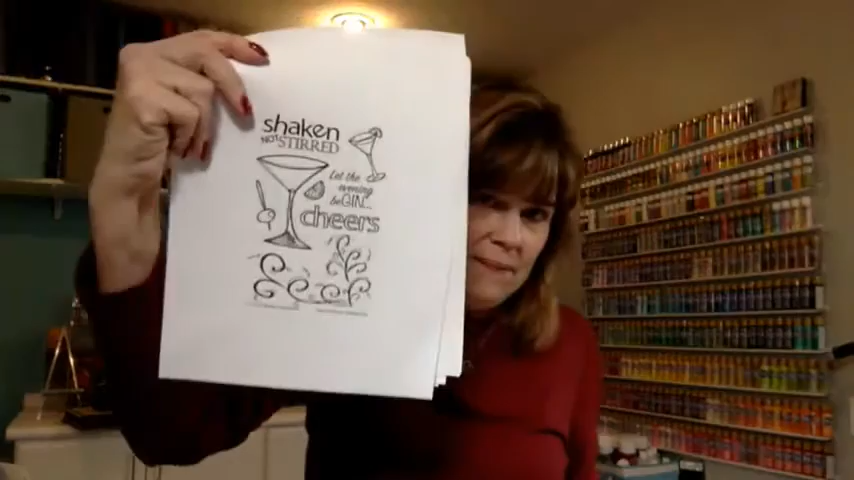 shaken
NOT STIRRED
Let the
evening
beGIN...
cheers